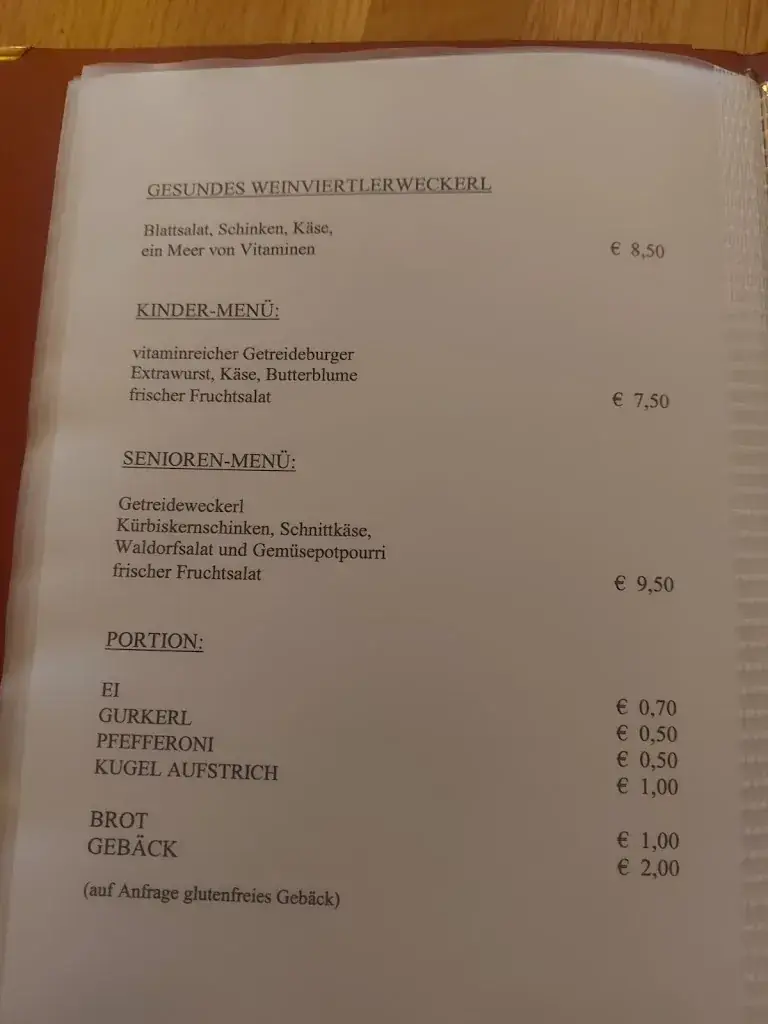 GESUNDES WEINVIERTLERWECKERL
Blattsalat, Schinken, Käse,
ein Meer von Vitaminen € 8,50
KINDER-MENÜ:
vitaminreicher Getreideburger
Extrawurst, Käse, Butterblume
frischer Fruchtsalat € 7,50
SENIOREN-MENÜ:
Getreideweckerl
Kürbiskernschinken, Schnittkäse,
Waldorfsalat und Gemüsepotpourri
frischer Fruchtsalat € 9,50
PORTION:
EI € 0,70
GURKERL € 0,50
PFEFFERONI € 0,50
KUGEL AUFSTRICH € 1,00
BROT € 1,00
GEBÄCK € 2,00
(auf Anfrage glutenfreies Gebäck)